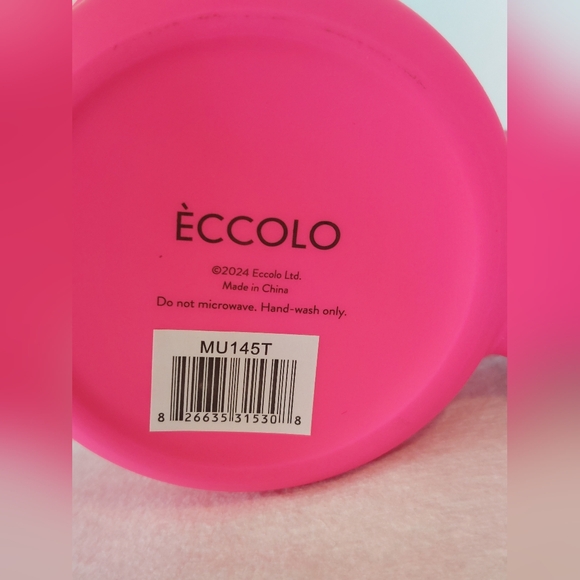 ÈCCOLO
©2024 Eccolo Ltd.
Made in China
Do not microwave. Hand-wash only.
MU145T
8 26635 31530 8